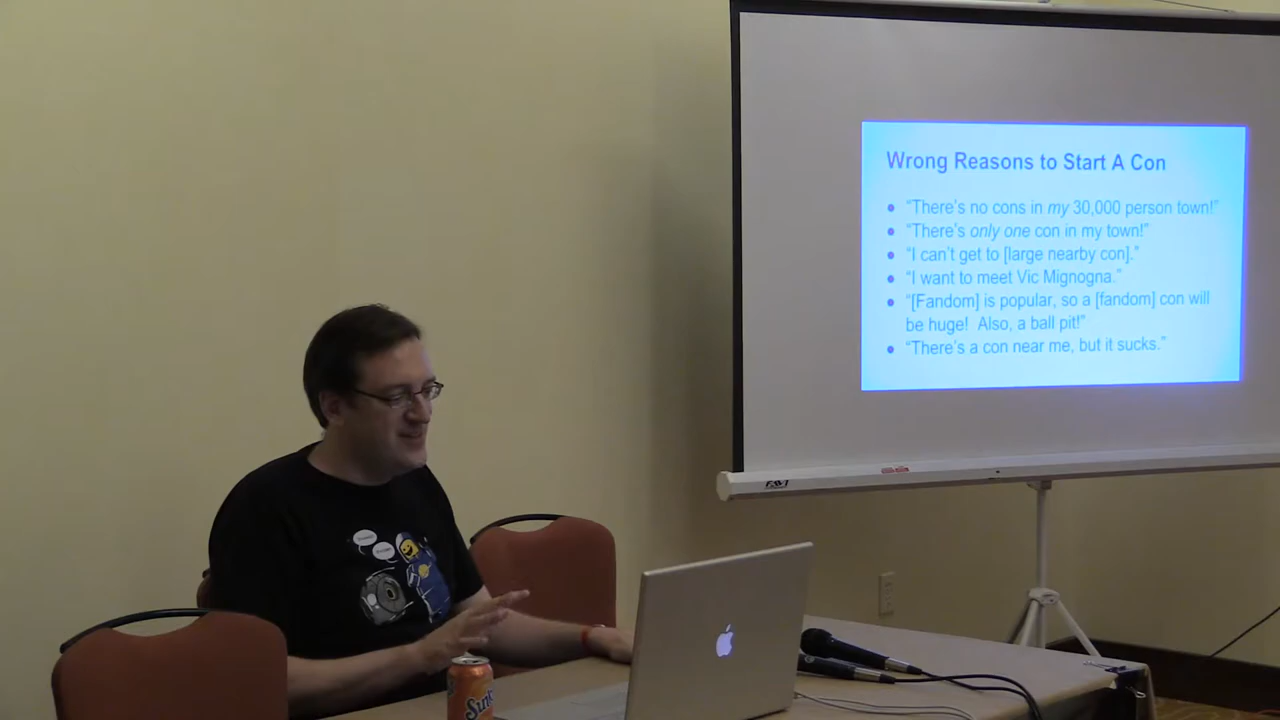 Wrong Reasons to Start A Con
• "There's no cons in my 30,000 person town!"
• "There's only one con in my town!"
• "I can't get to [large nearby con]."
• "I want to meet Vic Mignogna."
• "[Fandom] is popular, so a [fandom] con will
be huge!  Also, a ball pit!"
• "There's a con near me, but it sucks."